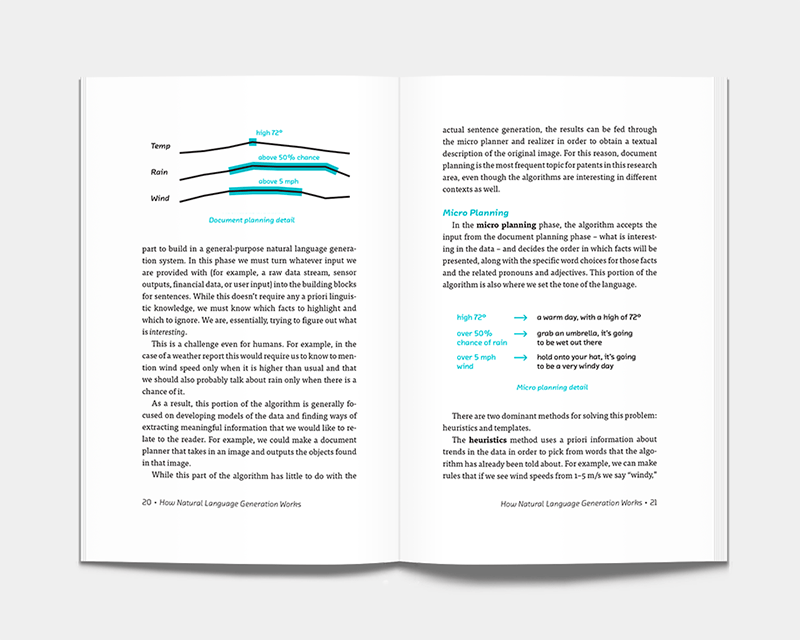 high 72°
Temp
above 50% chance
Rain
above 5 mph
Wind
Document planning detail
part to build in a general-purpose natural language genera-
tion system. In this phase we must turn whatever input we
are provided with (for example, a raw data stream, sensor
outputs, financial data, or user input) into the building blocks
for sentences. While this doesn't require any a priori linguis-
tic knowledge, we must know which facts to highlight and
which to ignore. We are, essentially, trying to figure out what
is interesting.
This is a challenge even for humans. For example, in the
case of a weather report this would require us to know to men-
tion wind speed only when it is higher than usual and that
we should also probably talk about rain only when there is a
chance of it.
As a result, this portion of the algorithm is generally fo-
cused on developing models of the data and finding ways of
extracting meaningful information that we would like to re-
late to the reader. For example, we could make a document
planner that takes in an image and outputs the objects found
in that image.
While this part of the algorithm has little to do with the
20 • How Natural Language Generation Works
actual sentence generation, the results can be fed through
the micro planner and realizer in order to obtain a textual
description of the original image. For this reason, document
planning is the most frequent topic for patents in this research
area, even though the algorithms are interesting in different
contexts as well.
Micro Planning
In the micro planning phase, the algorithm accepts the
input from the document planning phase – what is interest-
ing in the data – and decides the order in which facts will be
presented, along with the specific word choices for those facts
and the related pronouns and adjectives. This portion of the
algorithm is also where we set the tone of the language.
high 72° → a warm day, with a high of 72°
over 50% → grab an umbrella, it's going
chance of rain to be wet out there
over 5 mph → hold onto your hat, it's going
wind to be a very windy day
Micro planning detail
There are two dominant methods for solving this problem:
heuristics and templates.
The heuristics method uses a priori information about
trends in the data in order to pick from words that the algo-
rithm has already been told about. For example, we can make
rules that if we see wind speeds from 1–5 m/s we say "windy,"
How Natural Language Generation Works • 21